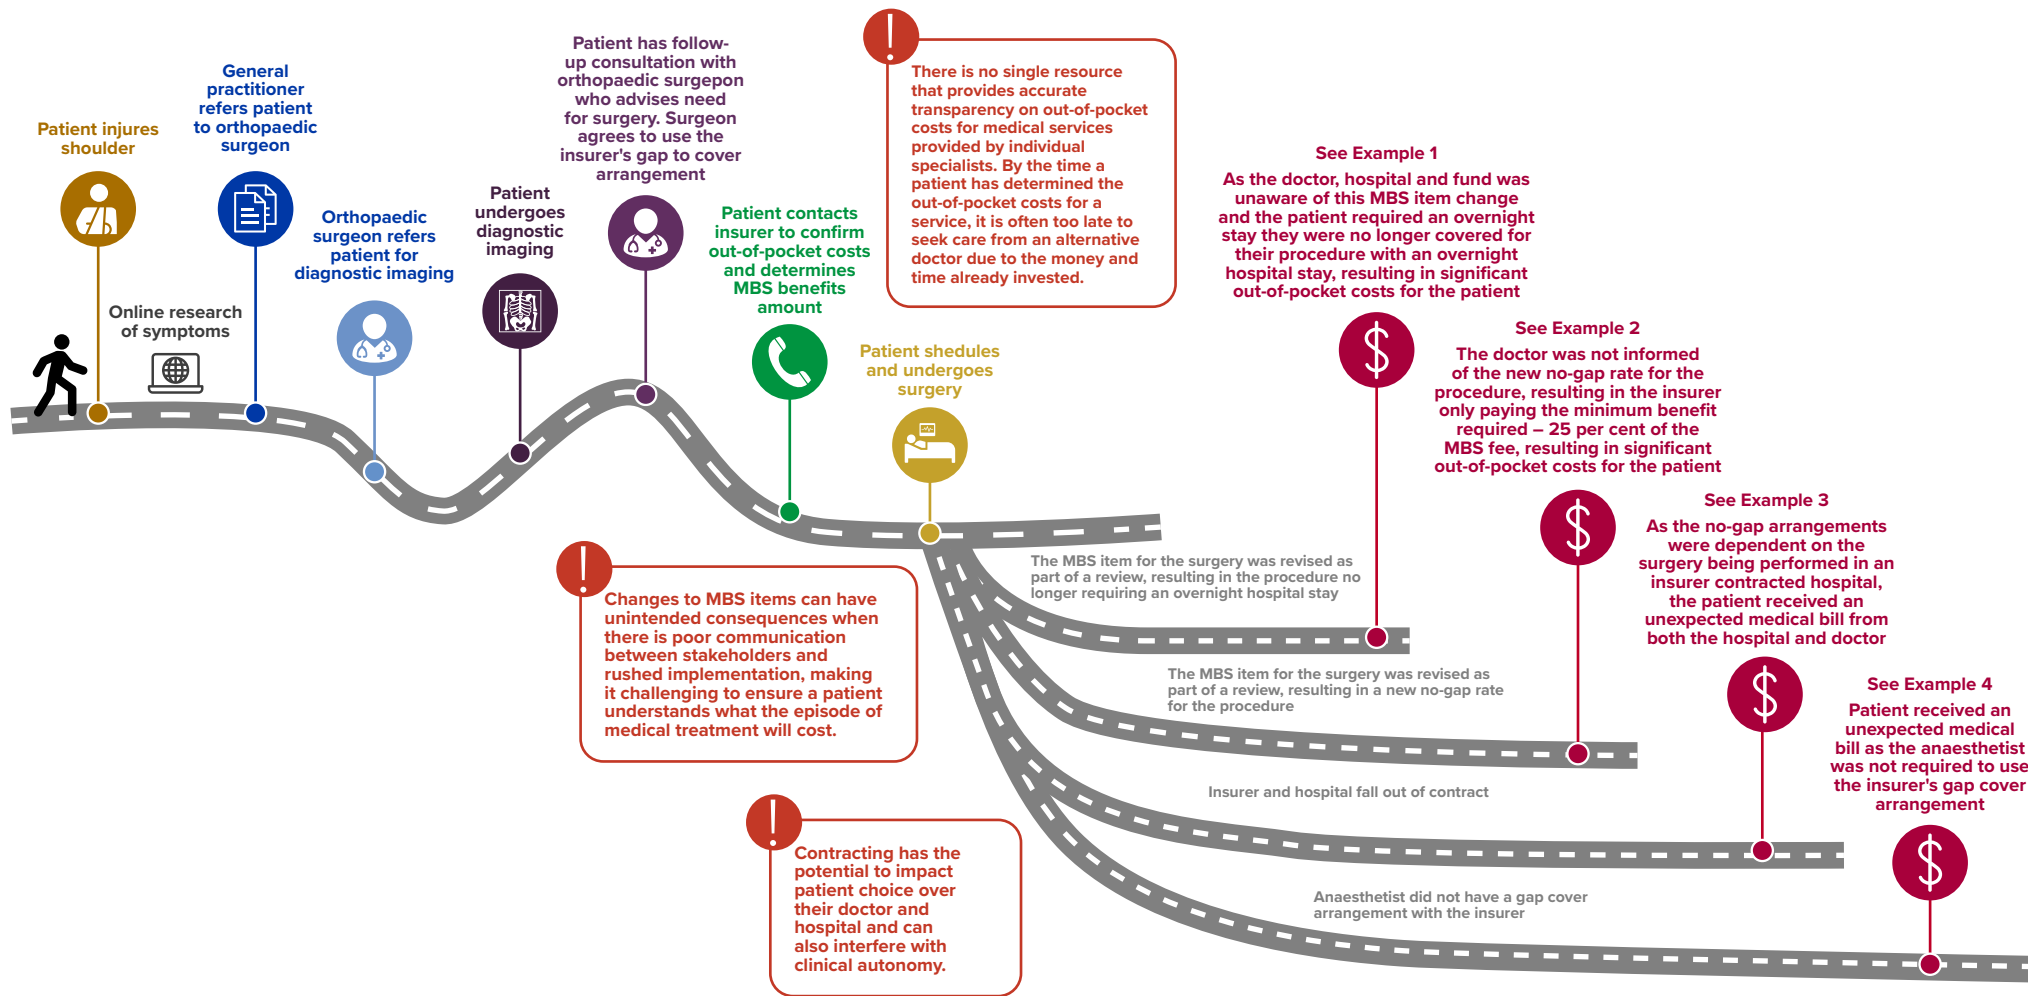 Patient injures
shoulder
General
practitioner
refers patient
to orthopaedic
surgeon
Online research
of symptoms
Orthopaedic
surgeon refers
patient for
diagnostic imaging
Patient
undergoes
diagnostic
imaging
Patient has follow-
up consultation with
orthopaedic surgepon
who advises need
for surgery. Surgeon
agrees to use the
insurer's gap to cover
arrangement
Patient contacts
insurer to confirm
out-of-pocket costs
and determines
MBS benefits
amount
Patient shedules
and undergoes
surgery
!
There is no single resource
that provides accurate
transparency on out-of-pocket
costs for medical services
provided by individual
specialists. By the time a
patient has determined the
out-of-pocket costs for a
service, it is often too late to
seek care from an alternative
doctor due to the money and
time already invested.
!
Changes to MBS items can have
unintended consequences when
there is poor communication
between stakeholders and
rushed implementation, making
it challenging to ensure a patient
understands what the episode of
medical treatment will cost.
!
Contracting has the
potential to impact
patient choice over
their doctor and
hospital and can
also interfere with
clinical autonomy.
The MBS item for the surgery was revised as
part of a review, resulting in the procedure no
longer requiring an overnight hospital stay
See Example 1
As the doctor, hospital and fund was
unaware of this MBS item change
and the patient required an overnight
stay they were no longer covered for
their procedure with an overnight
hospital stay, resulting in significant
out-of-pocket costs for the patient
$
The MBS item for the surgery was revised as
part of a review, resulting in a new no-gap rate
for the procedure
See Example 2
The doctor was not informed
of the new no-gap rate for the
procedure, resulting in the insurer
only paying the minimum benefit
required – 25 per cent of the
MBS fee, resulting in significant
out-of-pocket costs for the patient
$
Insurer and hospital fall out of contract
See Example 3
As the no-gap arrangements
were dependent on the
surgery being performed in an
insurer contracted hospital,
the patient received an
unexpected medical bill from
both the hospital and doctor
$
Anaesthetist did not have a gap cover
arrangement with the insurer
See Example 4
Patient received an
unexpected medical
bill as the anaesthetist
was not required to use
the insurer's gap cover
arrangement
$